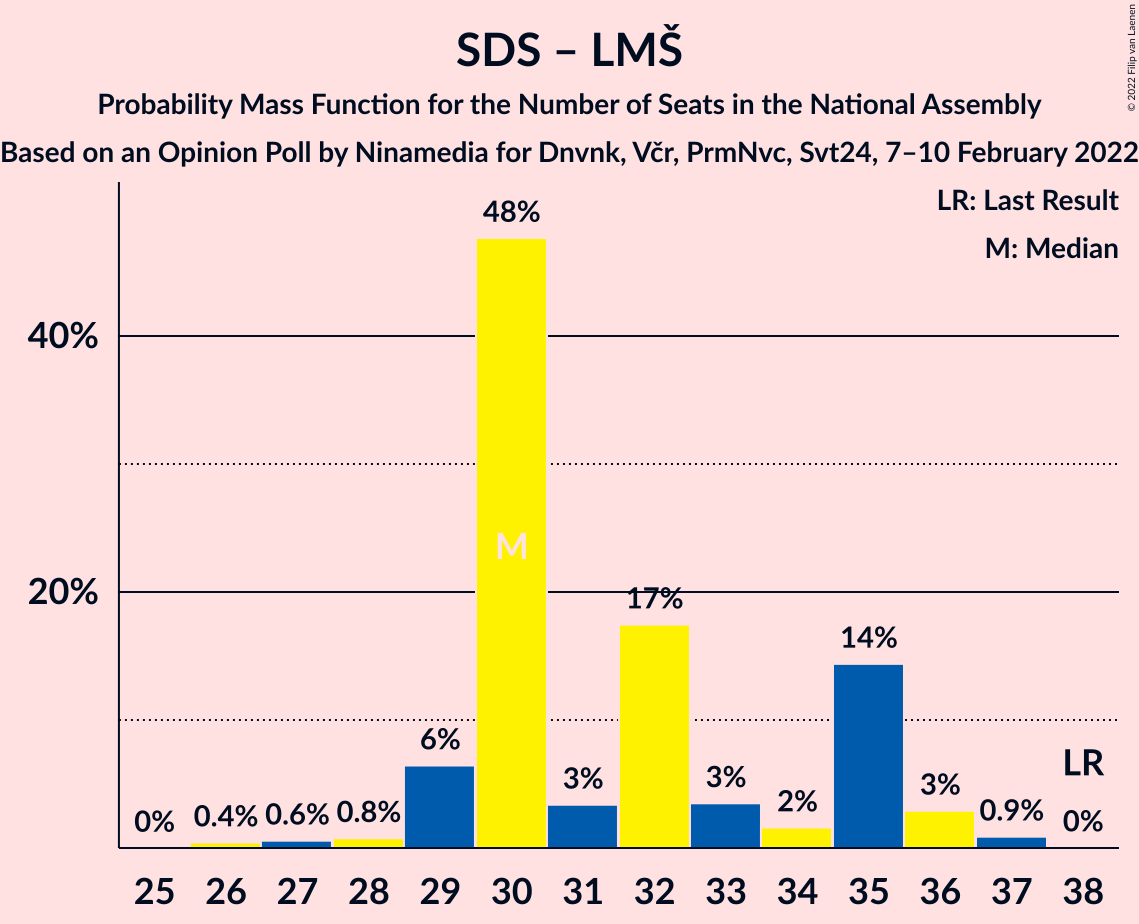 SDS – LMŠ
Probability Mass Function for the Number of Seats in the National Assembly
Based on an Opinion Poll by Ninamedia for Dnvnk, Včr, PrmNvc, Svt24, 7–10 February 2022
© 2022 Filip van Laenen
LR: Last Result
M: Median
40%
20%
0%
0.4%
0.6%
0.8%
6%
48%
M
3%
17%
3%
2%
14%
3%
0.9%
LR
0%
25 26 27 28 29 30 31 32 33 34 35 36 37 38